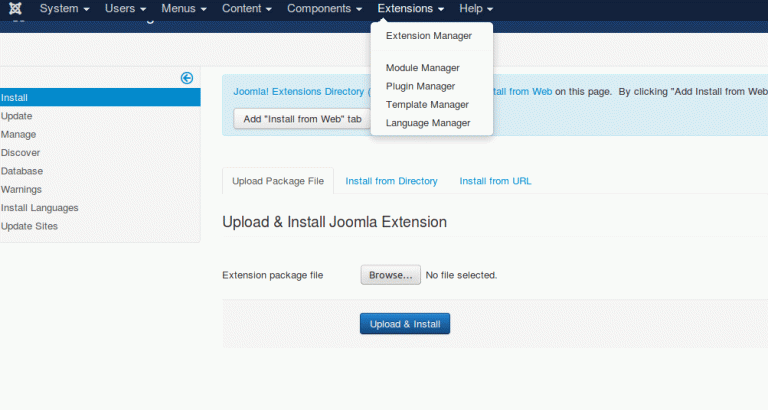 System Users Menus Content Components Extensions Help
Extension Manager
Module Manager
Plugin Manager
Template Manager
Language Manager
Install
Update
Manage
Discover
Database
Warnings
Install Languages
Update Sites
Joomla! Extensions Directory ( from Web on this page. By clicking "Add Install from Web
Add "Install from Web" tab
Upload Package File Install from Directory Install from URL
Upload & Install Joomla Extension
Extension package file Browse... No file selected.
Upload & Install